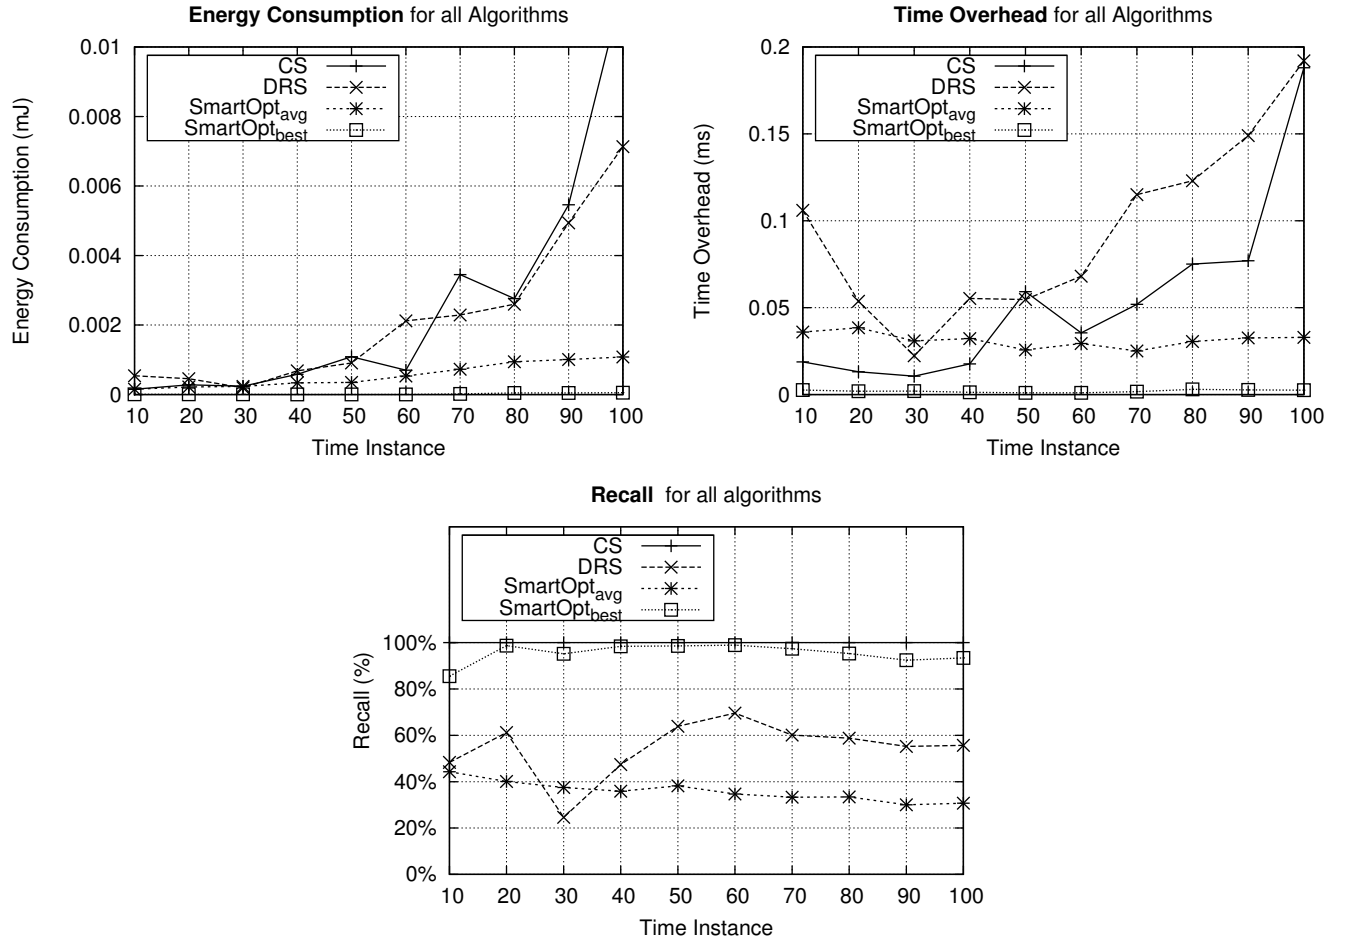 Energy Consumption for all Algorithms
0.01
0.008
0.006
0.004
0.002
0
Energy Consumption (mJ)
CS
DRS
SmartOptavg
SmartOptbest
10 20 30 40 50 60 70 80 90 100
Time Instance
Time Overhead for all Algorithms
0.2
0.15
0.1
0.05
0
Time Overhead (ms)
CS
DRS
SmartOptavg
SmartOptbest
10 20 30 40 50 60 70 80 90 100
Time Instance
Recall for all algorithms
CS
DRS
SmartOptavg
SmartOptbest
100%
80%
60%
40%
20%
0%
Recall (%)
10 20 30 40 50 60 70 80 90 100
Time Instance